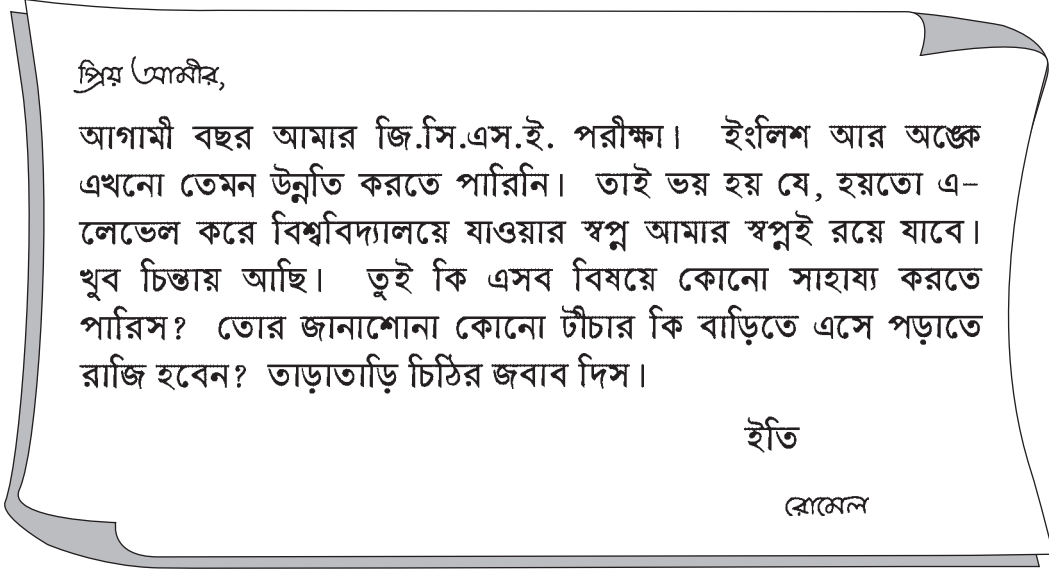 প্রিয় আমীর,
আগামী বছর আমার জি.সি.এস.ই. পরীক্ষা। ইংলিশ আর অঙ্কে
এখনো তেমন উন্নতি করতে পারিনি। তাই ভয় হয় যে, হয়তো এ-
লেভেল করে বিশ্ববিদ্যালয়ে যাওয়ার স্বপ্ন আমার স্বপ্নই রয়ে যাবে।
খুব চিন্তায় আছি। তুই কি এসব বিষয়ে কোনো সাহায্য করতে
পারিস? তোর জানাশোনা কোনো টীচার কি বাড়িতে এসে পড়াতে
রাজি হবেন? তাড়াতাড়ি চিঠির জবাব দিস।
ইতি
রোমেল